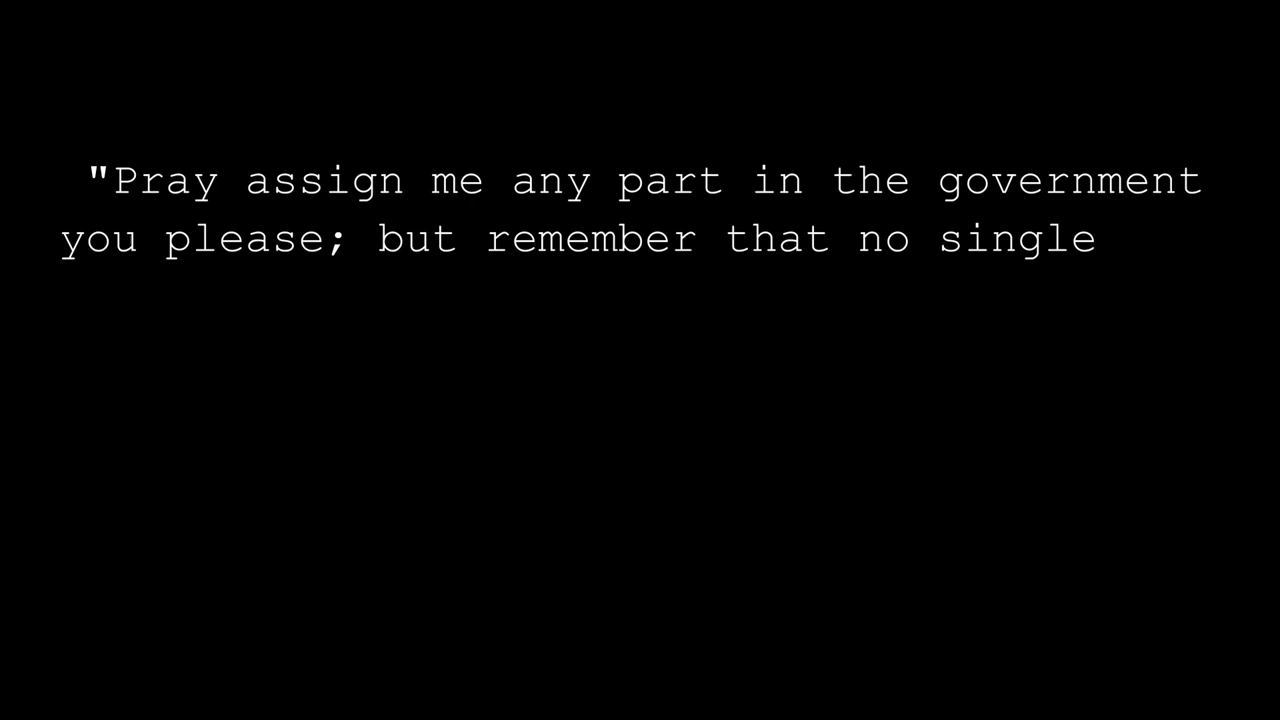 "Pray assign me any part in the government
you please; but remember that no single